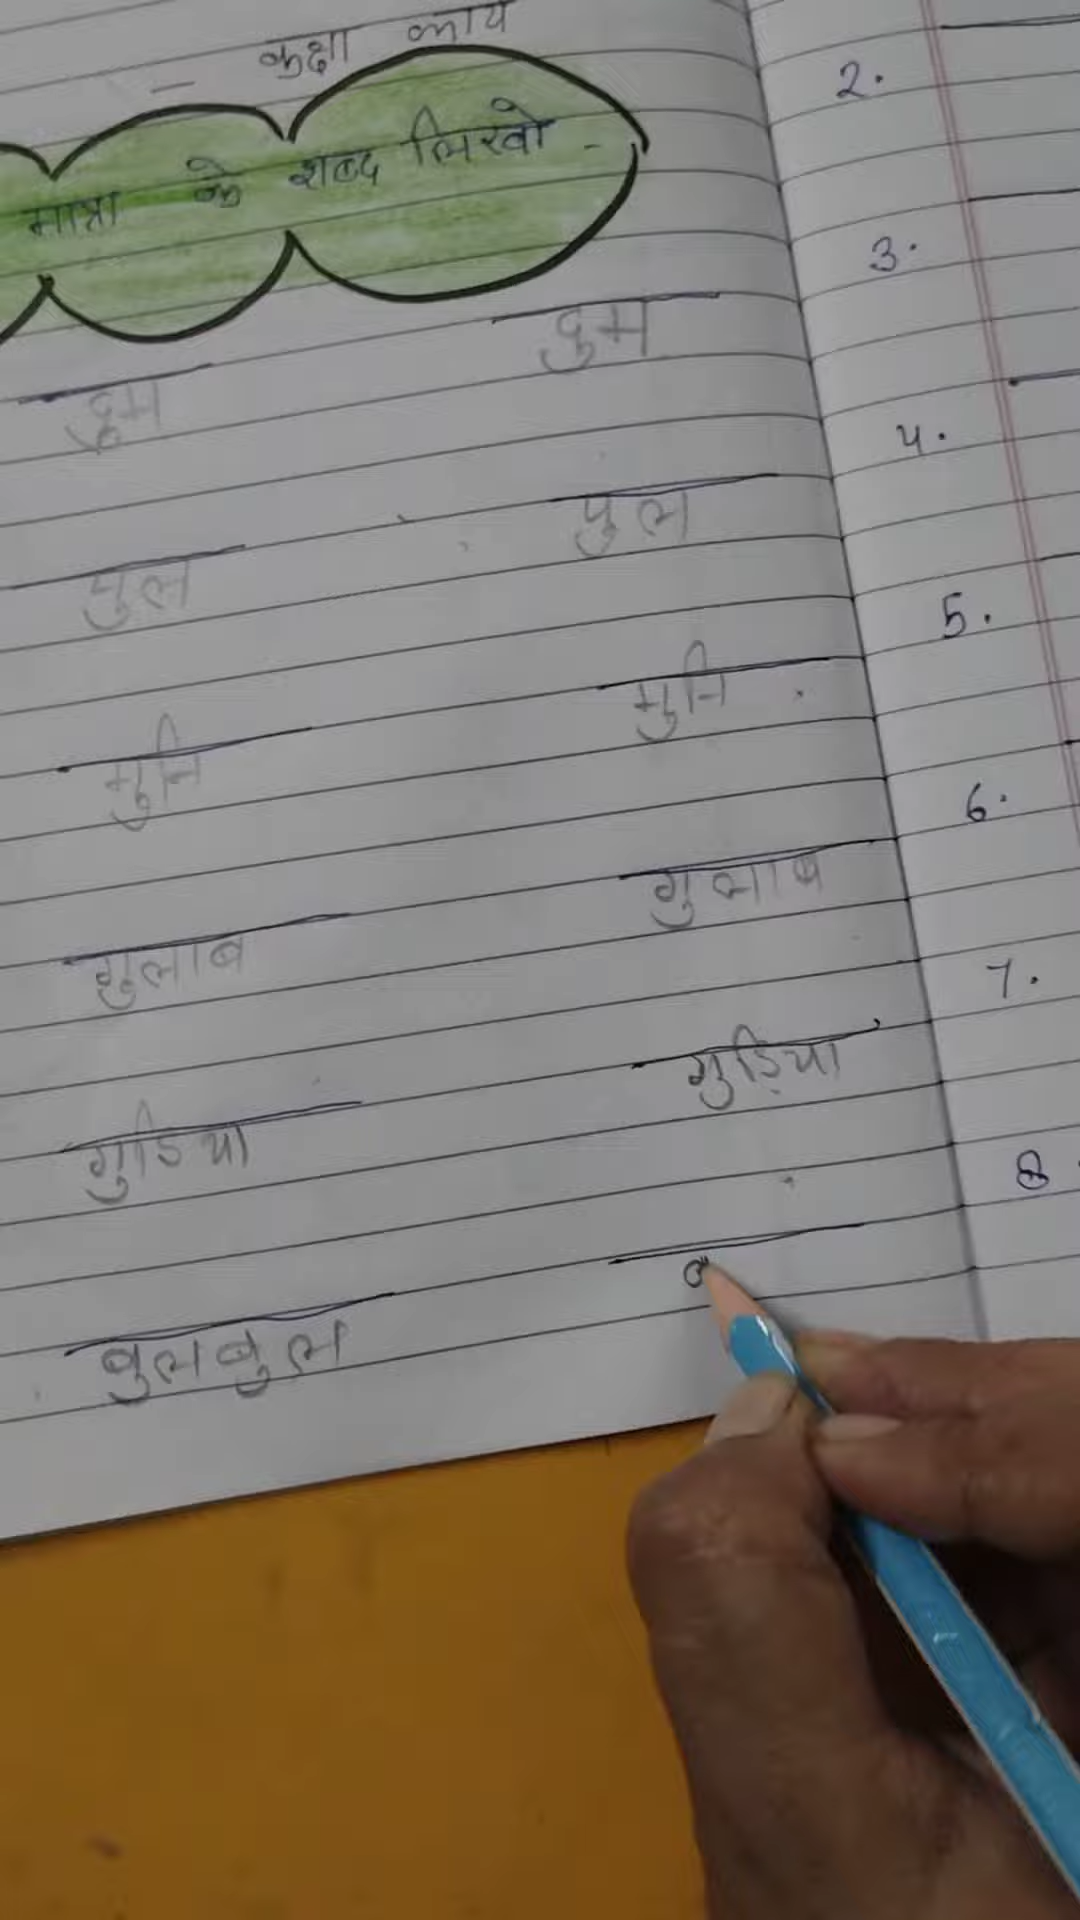 कक्षा कार्य
मात्रा के शब्द लिखो -
दुम दुम
पुल पुल
मुनि मुनि
गुलाब गुलाब
गुड़िया गुड़िया
बुलबुल
2.
3.
4.
5.
6.
7.
8